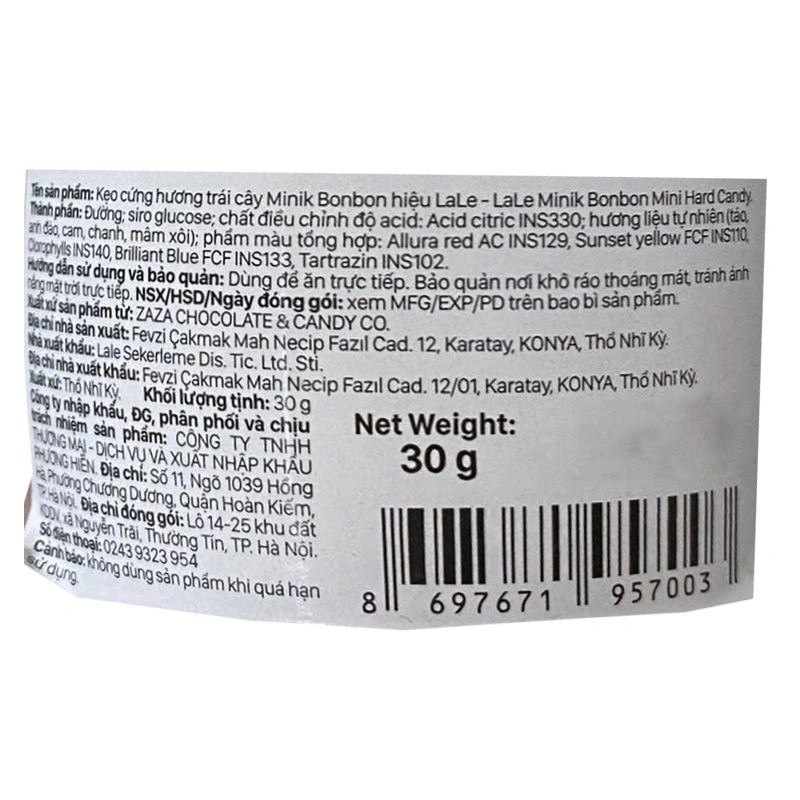 Tên sản phẩm: Kẹo cứng hương trái cây Minik Bonbon hiệu LaLe - LaLe Minik Bonbon Mini Hard Candy.
Thành phần: Đường; siro glucose; chất điều chỉnh độ acid: Acid citric INS330; hương liệu tự nhiên (táo,
anh đào, cam, chanh, mâm xôi); phẩm màu tổng hợp: Allura red AC INS129, Sunset yellow FCF INS110,
Clorophylls INS140, Brilliant Blue FCF INS133, Tartrazin INS102.
Hướng dẫn sử dụng và bảo quản: Dùng để ăn trực tiếp. Bảo quản nơi khô ráo thoáng mát, tránh ánh
nắng mặt trời trực tiếp. NSX/HSD/Ngày đóng gói: xem MFG/EXP/PD trên bao bì sản phẩm.
Xuất xứ sản phẩm từ: ZAZA CHOCOLATE & CANDY CO.
Địa chỉ nhà sản xuất: Fevzi Çakmak Mah Necip Fazıl Cad. 12, Karatay, KONYA, Thổ Nhĩ Kỳ.
Nhà xuất khẩu: Lale Sekerleme Dis. Tic. Ltd. Sti.
Địa chỉ nhà xuất khẩu: Fevzi Çakmak Mah Necip Fazıl Cad. 12/01, Karatay, KONYA, Thổ Nhĩ Kỳ.
Xuất xứ: Thổ Nhĩ Kỳ. Khối lượng tịnh: 30 g
Công ty nhập khẩu, ĐG, phân phối và chịu
trách nhiệm sản phẩm: CÔNG TY TNHH
THƯƠNG MẠI - DỊCH VỤ VÀ XUẤT NHẬP KHẨU
PHƯƠNG HIỀN. Địa chỉ: Số 11, Ngõ 1039 Hồng
Hà, Phường Chương Dương, Quận Hoàn Kiếm,
TP. Hà Nội. Địa chỉ đóng gói: Lô 14-25 khu đất
KDDV, xã Nguyễn Trãi, Thường Tín, TP. Hà Nội.
Số điện thoại: 0243 9323 954
Cảnh báo: không dùng sản phẩm khi quá hạn
sử dụng.
Net Weight:
30 g
8 697671 957003